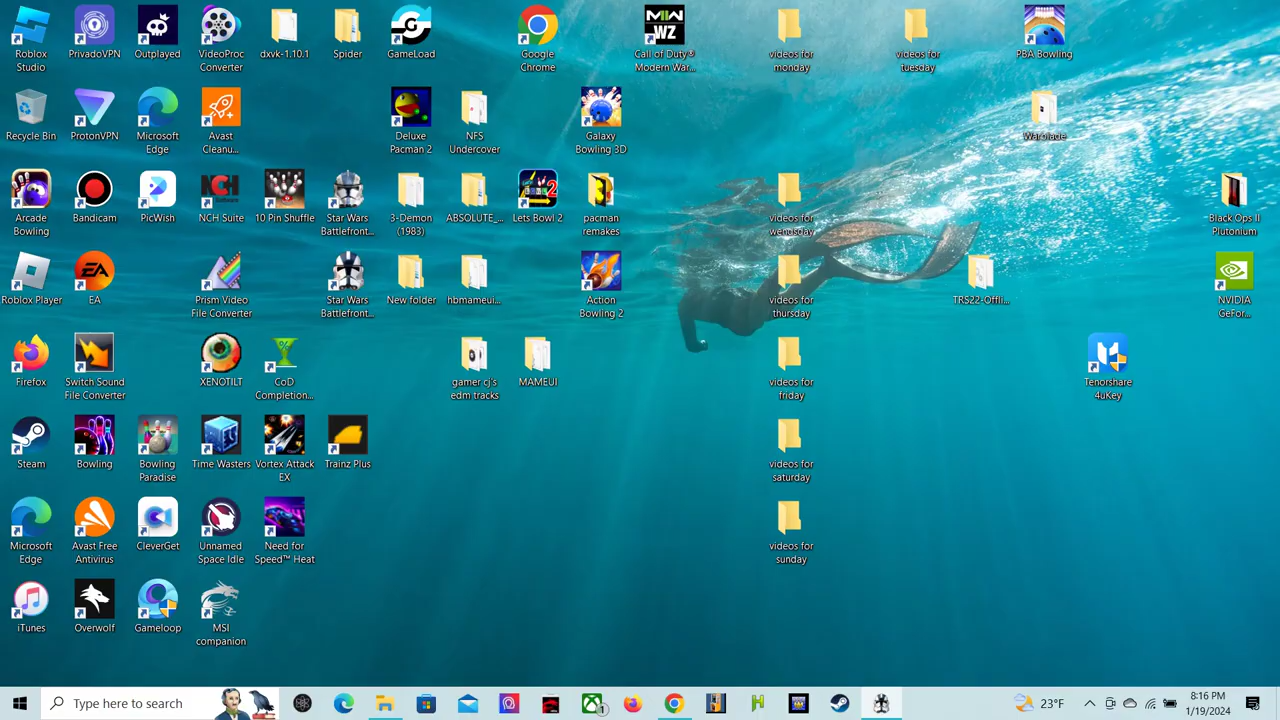 Roblox
Studio
PrivadoVPN
Outplayed
VideoProc
Converter
dxvk-1.10.1
Spider
GameLoad
Google
Chrome
MW
WZ
Call of Duty®
Modern War...
videos for
monday
videos for
tuesday
PBA Bowling
Recycle Bin
ProtonVPN
Microsoft
Edge
Avast
Cleanu...
Deluxe
Pacman 2
NFS
Undercover
Galaxy
Bowling 3D
Warblade
Arcade
Bowling
Bandicam
PicWish
NCH
NCH Suite
10 Pin Shuffle
Star Wars
Battlefront...
3-Demon
(1983)
ABSOLUTE_...
Lets Bowl 2
pacman
remakes
videos for
wensday
Black Ops II
Plutonium
Roblox Player
EA
EA
Prism Video
File Converter
Star Wars
Battlefront...
New folder
hbmameui...
Action
Bowling 2
videos for
thursday
TRS22-Offli...
NVIDIA
GeFor...
Firefox
Switch Sound
File Converter
XENOTILT
CoD
Completion...
gamer cj's
edm tracks
MAMEUI
videos for
friday
Tenorshare
4uKey
Steam
Bowling
Bowling
Paradise
Time Wasters
Vortex Attack
EX
Trainz Plus
videos for
saturday
Microsoft
Edge
Avast Free
Antivirus
CleverGet
Unnamed
Space Idle
Need for
Speed™ Heat
videos for
sunday
iTunes
Overwolf
Gameloop
MSI
companion
Type here to search
1
H
23°F
8:16 PM
1/19/2024